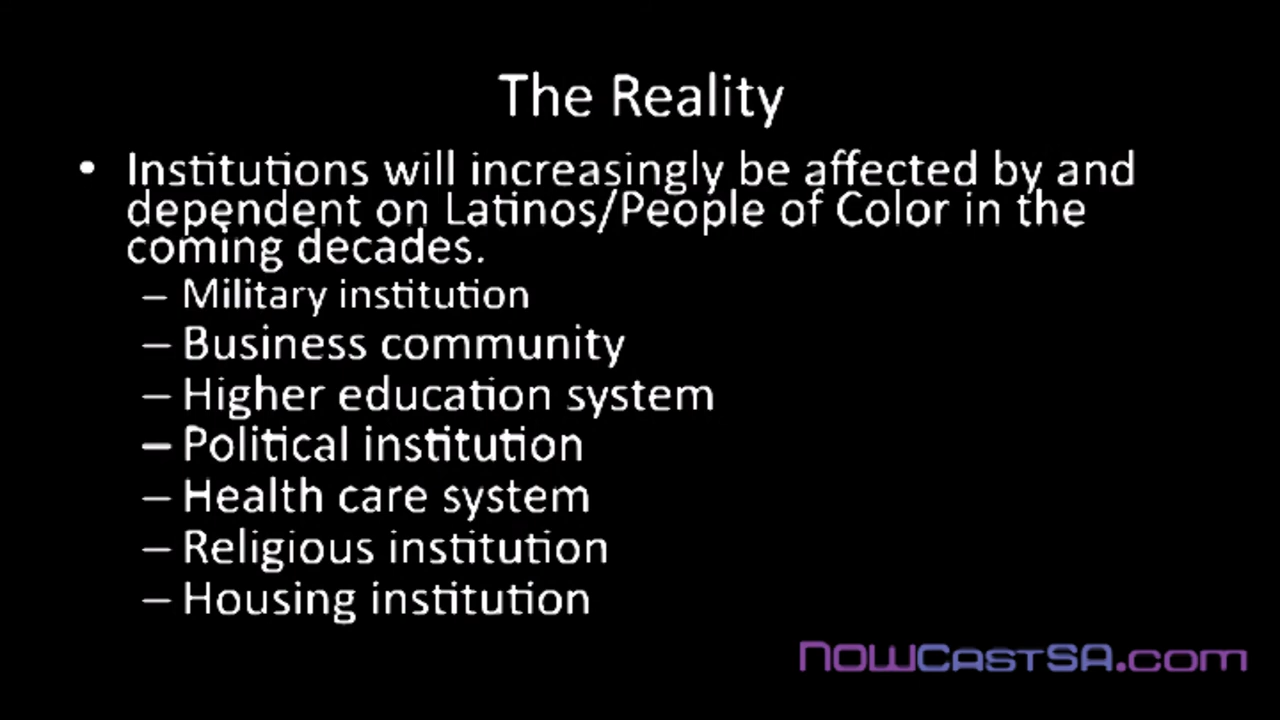 The Reality
• Institutions will increasingly be affected by and
dependent on Latinos/People of Color in the
coming decades.
– Military institution
– Business community
– Higher education system
– Political institution
– Health care system
– Religious institution
– Housing institution
NOWCastSA.com